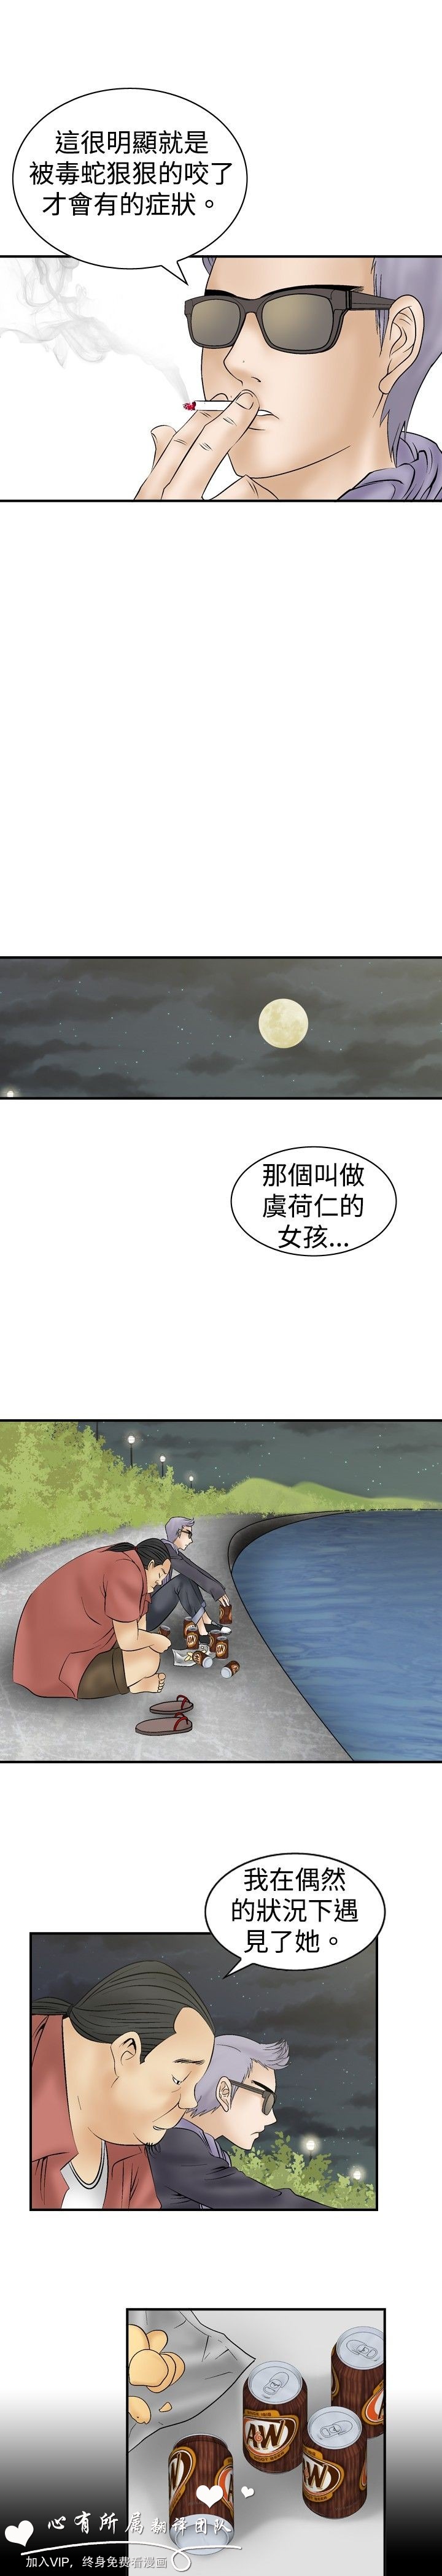 這很明顯就是
被毒蛇狠狠的咬了
才會有的症狀。
那個叫做
虞荷仁的
女孩...
我在偶然
的狀況下遇
見了她。
A&W
A&W
A&W
心有所属翻译团队
加入VIP，终身免费看漫画